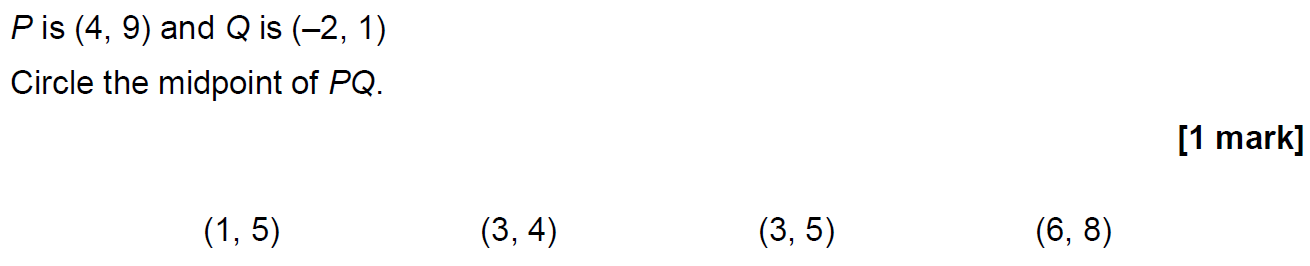 P is (4, 9) and Q is (–2, 1)
Circle the midpoint of PQ.
[1 mark]
(1, 5) (3, 4) (3, 5) (6, 8)